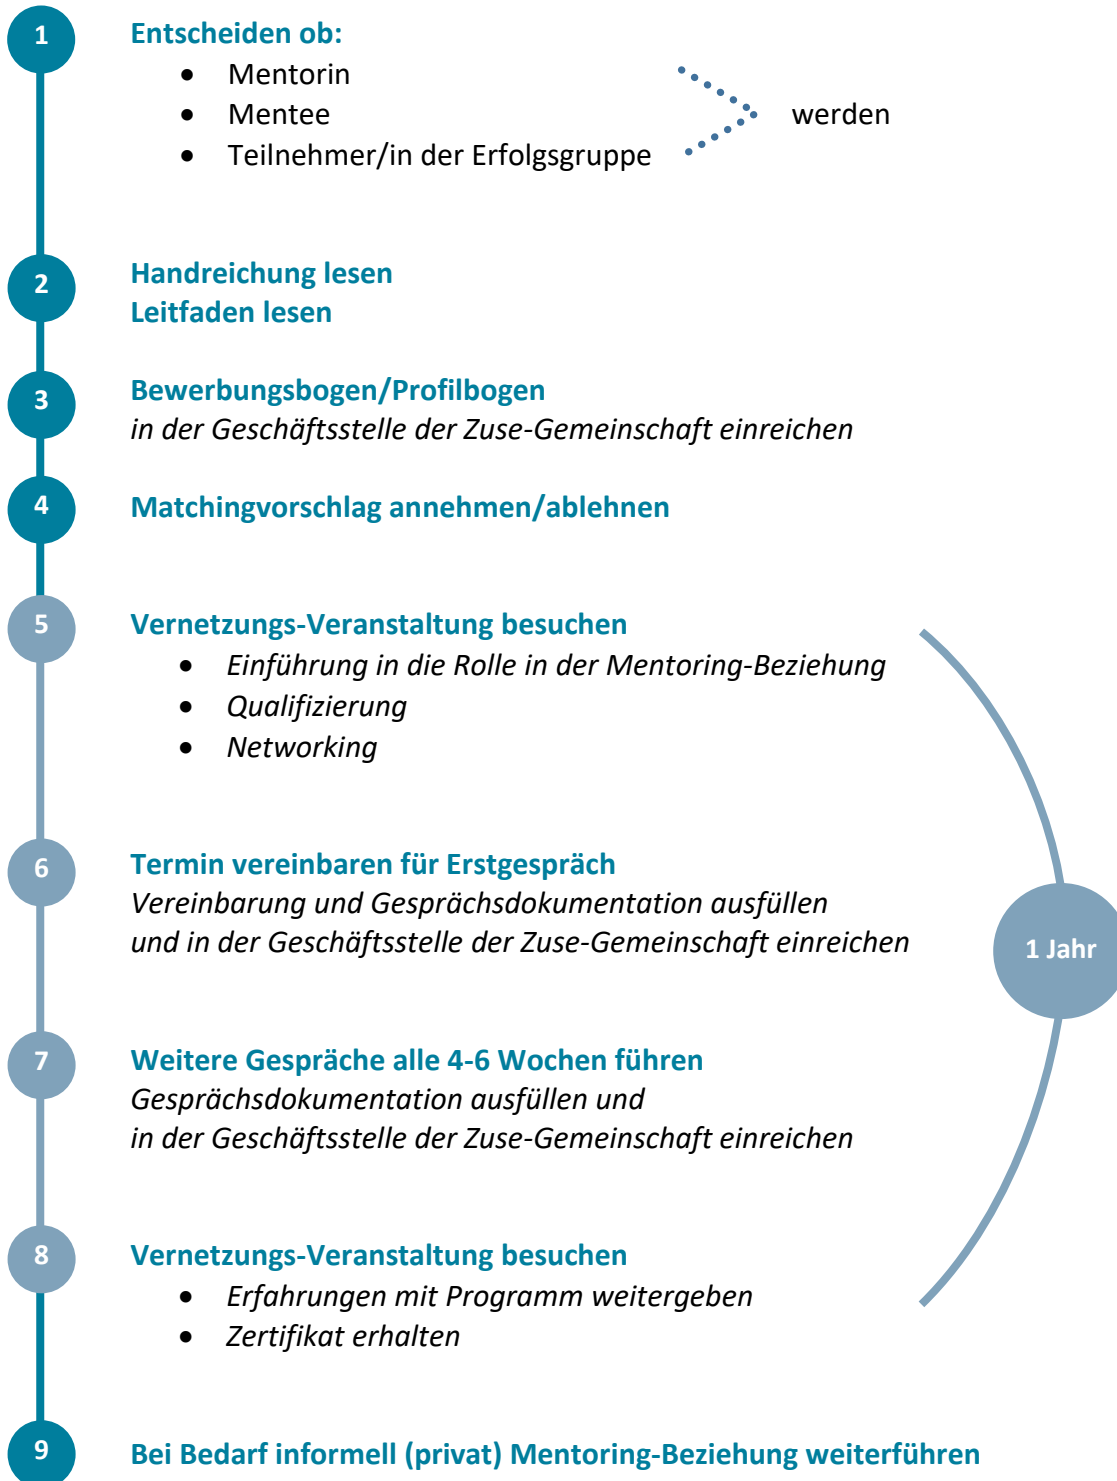 1
Entscheiden ob:
• Mentorin
• Mentee
werden
• Teilnehmer/in der Erfolgsgruppe
2
Handreichung lesen
Leitfaden lesen
3
Bewerbungsbogen/Profilbogen
in der Geschäftsstelle der Zuse-Gemeinschaft einreichen
4
Matchingvorschlag annehmen/ablehnen
5
Vernetzungs-Veranstaltung besuchen
• Einführung in die Rolle in der Mentoring-Beziehung
• Qualifizierung
• Networking
6
Termin vereinbaren für Erstgespräch
Vereinbarung und Gesprächsdokumentation ausfüllen
und in der Geschäftsstelle der Zuse-Gemeinschaft einreichen
1 Jahr
7
Weitere Gespräche alle 4-6 Wochen führen
Gesprächsdokumentation ausfüllen und
in der Geschäftsstelle der Zuse-Gemeinschaft einreichen
8
Vernetzungs-Veranstaltung besuchen
• Erfahrungen mit Programm weitergeben
• Zertifikat erhalten
9
Bei Bedarf informell (privat) Mentoring-Beziehung weiterführen